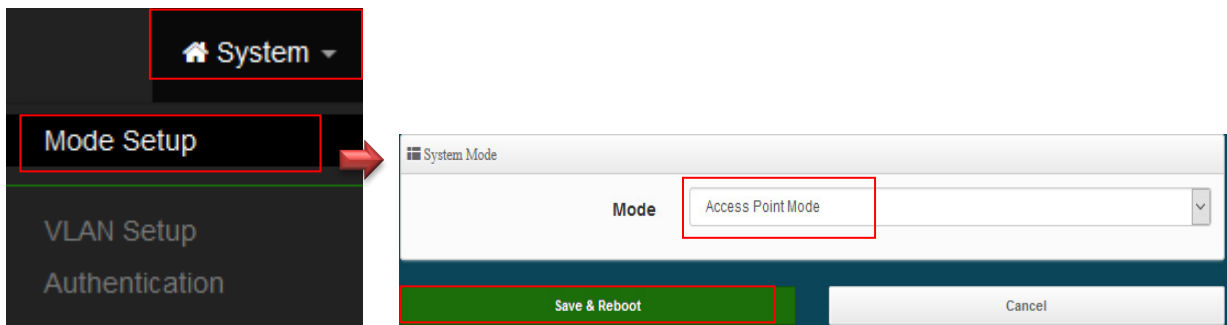 System
Mode Setup
VLAN Setup
Authentication
System Mode
Mode
Access Point Mode
Save & Reboot
Cancel